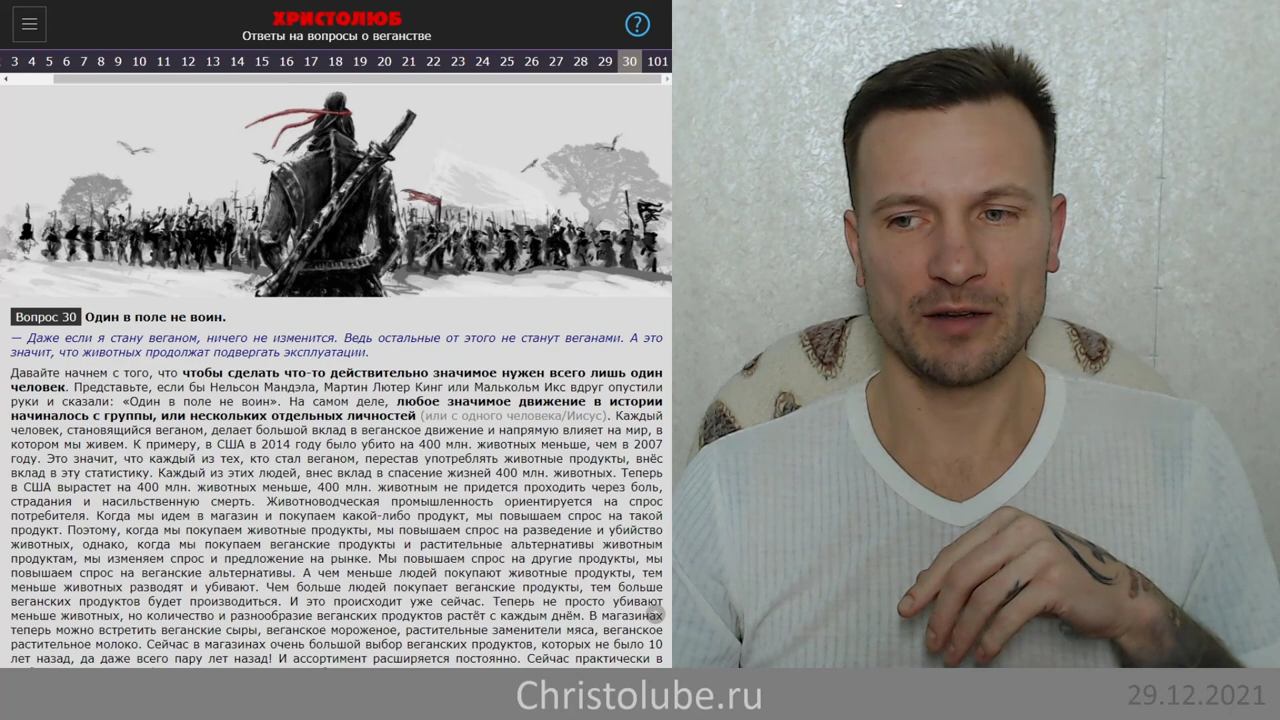 ХРИСТОЛЮБ
Ответы на вопросы о веганстве
?
3 4 5 6 7 8 9 10 11 12 13 14 15 16 17 18 19 20 21 22 23 24 25 26 27 28 29 30 101
Вопрос 30 Один в поле не воин.
— Даже если я стану веганом, ничего не изменится. Ведь остальные от этого не станут веганами. А это
значит, что животных продолжат подвергать эксплуатации.
Давайте начнем с того, что чтобы сделать что-то действительно значимое нужен всего лишь один
человек. Представьте, если бы Нельсон Мандэла, Мартин Лютер Кинг или Малькольм Икс вдруг опустили
руки и сказали: «Один в поле не воин». На самом деле, любое значимое движение в истории
начиналось с группы, или нескольких отдельных личностей (или с одного человека/Иисус). Каждый
человек, становящийся веганом, делает большой вклад в веганское движение и напрямую влияет на мир, в
котором мы живем. К примеру, в США в 2014 году было убито на 400 млн. животных меньше, чем в 2007
году. Это значит, что каждый из тех, кто стал веганом, перестав употреблять животные продукты, внёс
вклад в эту статистику. Каждый из этих людей, внес вклад в спасение жизней 400 млн. животных. Теперь
в США вырастет на 400 млн. животных меньше, 400 млн. животным не придется проходить через боль,
страдания и насильственную смерть. Животноводческая промышленность ориентируется на спрос
потребителя. Когда мы идем в магазин и покупаем какой-либо продукт, мы повышаем спрос на такой
продукт. Поэтому, когда мы покупаем животные продукты, мы повышаем спрос на разведение и убийство
животных, однако, когда мы покупаем веганские продукты и растительные альтернативы животным
продуктам, мы изменяем спрос и предложение на рынке. Мы повышаем спрос на другие продукты, мы
повышаем спрос на веганские альтернативы. А чем меньше людей покупают животные продукты, тем
меньше животных разводят и убивают. Чем больше людей покупает веганские продукты, тем больше
веганских продуктов будет производиться. И это происходит уже сейчас. Теперь не просто убивают
меньше животных, но количество и разнообразие веганских продуктов растёт с каждым днём. В магазинах
теперь можно встретить веганские сыры, веганское мороженое, растительные заменители мяса, веганское
растительное молоко. Сейчас в магазинах очень большой выбор веганских продуктов, которых не было 10
лет назад, да даже всего пару лет назад! И ассортимент расширяется постоянно. Сейчас практически в
Christolube.ru
29.12.2021